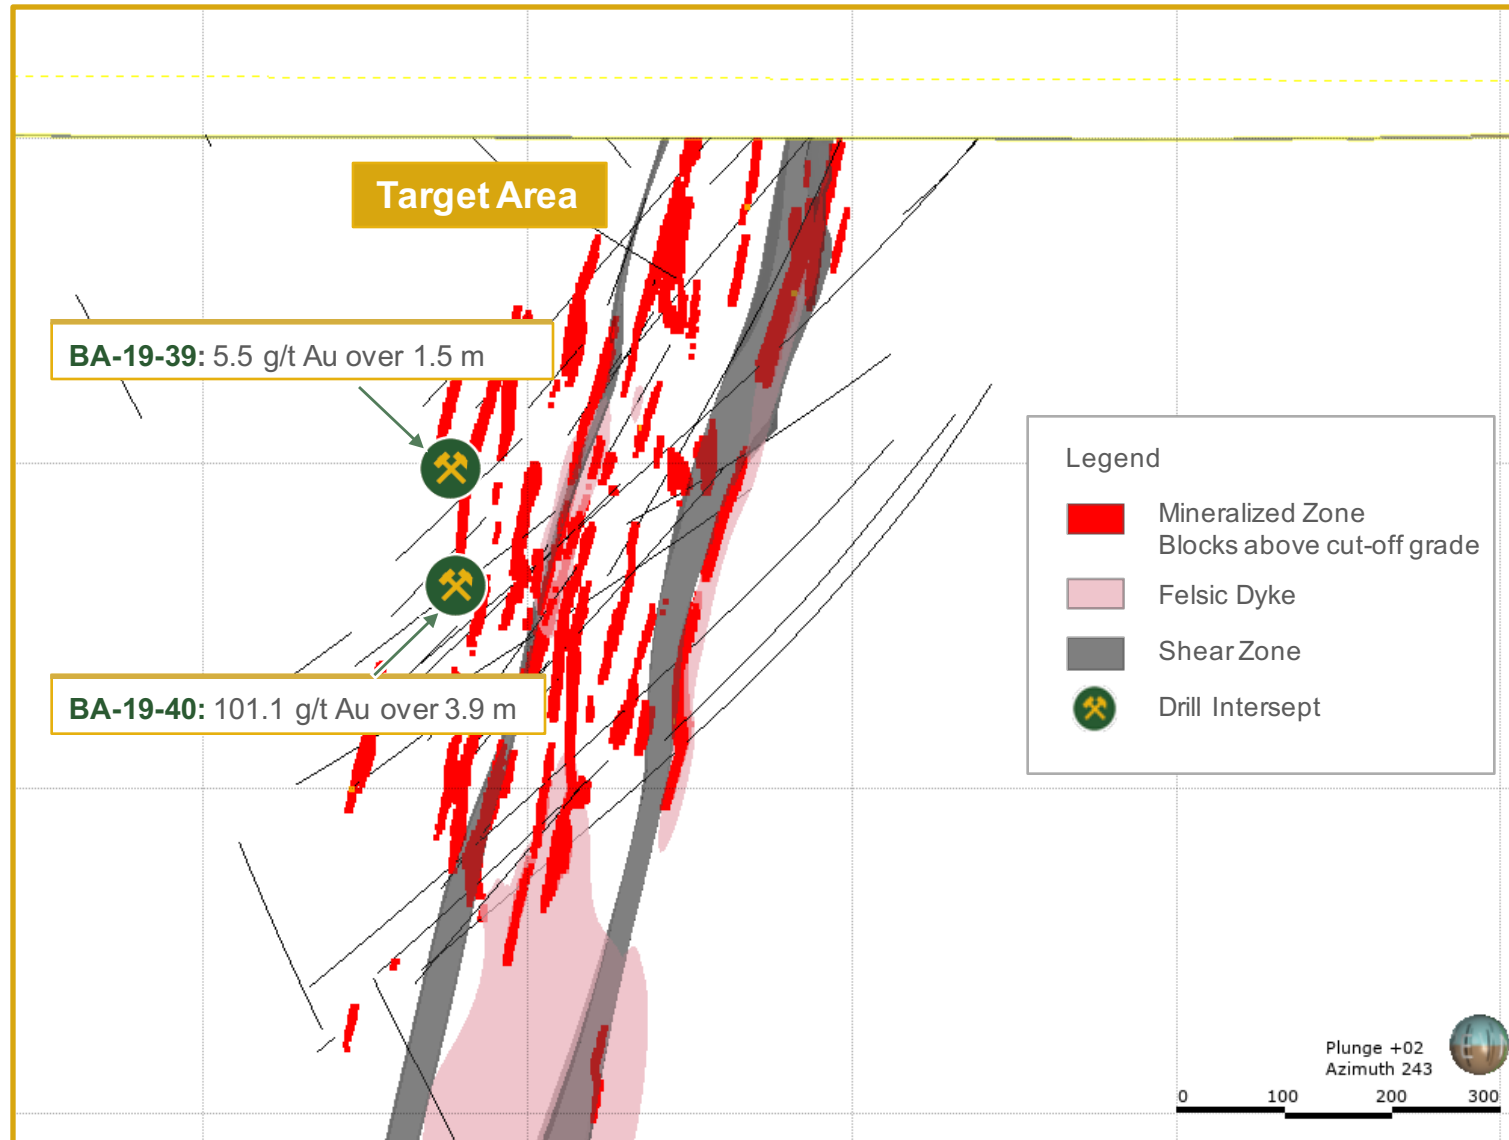 Target Area
BA-19-39: 5.5 g/t Au over 1.5 m
BA-19-40: 101.1 g/t Au over 3.9 m
Legend
Mineralized Zone
Blocks above cut-off grade
Felsic Dyke
Shear Zone
Drill Intersept
Plunge +02
Azimuth 243
0 100 200 300